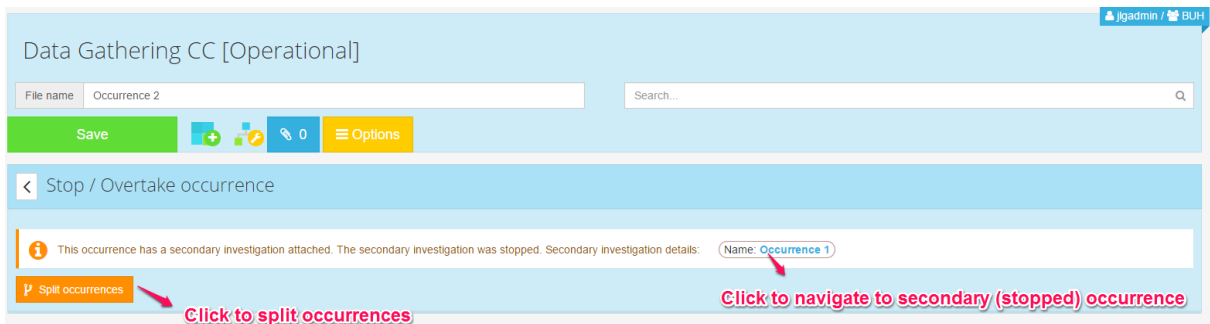 jlgadmin / BUH
Data Gathering CC [Operational]
File name Occurrence 2 Search...
Save 0 Options
Stop / Overtake occurrence
This occurrence has a secondary investigation attached. The secondary investigation was stopped. Secondary investigation details: Name: Occurrence 1
Split occurrences
Click to navigate to secondary (stopped) occurrence
Click to split occurrences